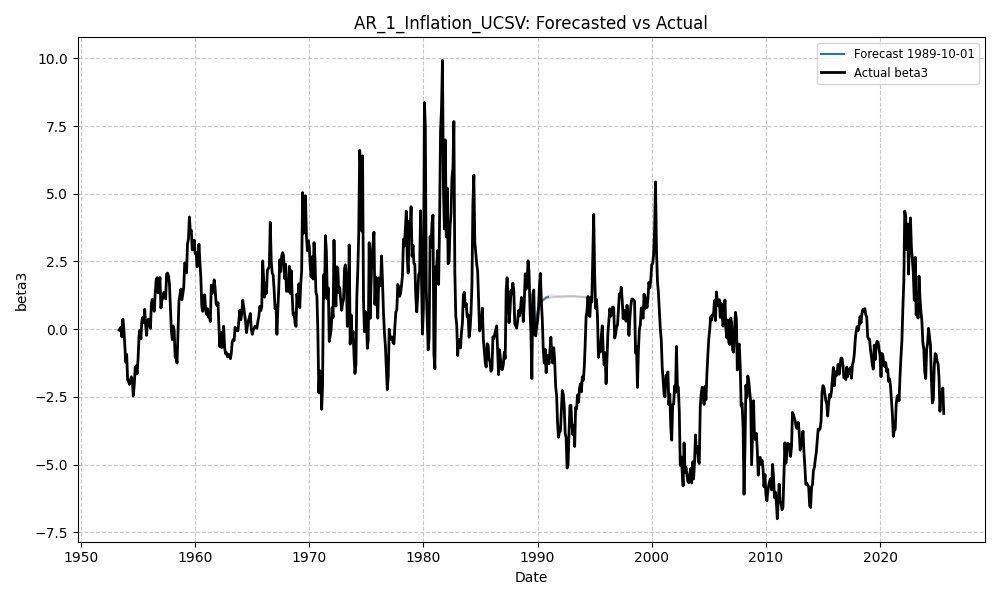 AR_1_Inflation_UCSV: Forecasted vs Actual
Forecast 1989-10-01
Actual beta3
10.0
7.5
5.0
2.5
0.0
−2.5
−5.0
−7.5
beta3
1950 1960 1970 1980 1990 2000 2010 2020
Date